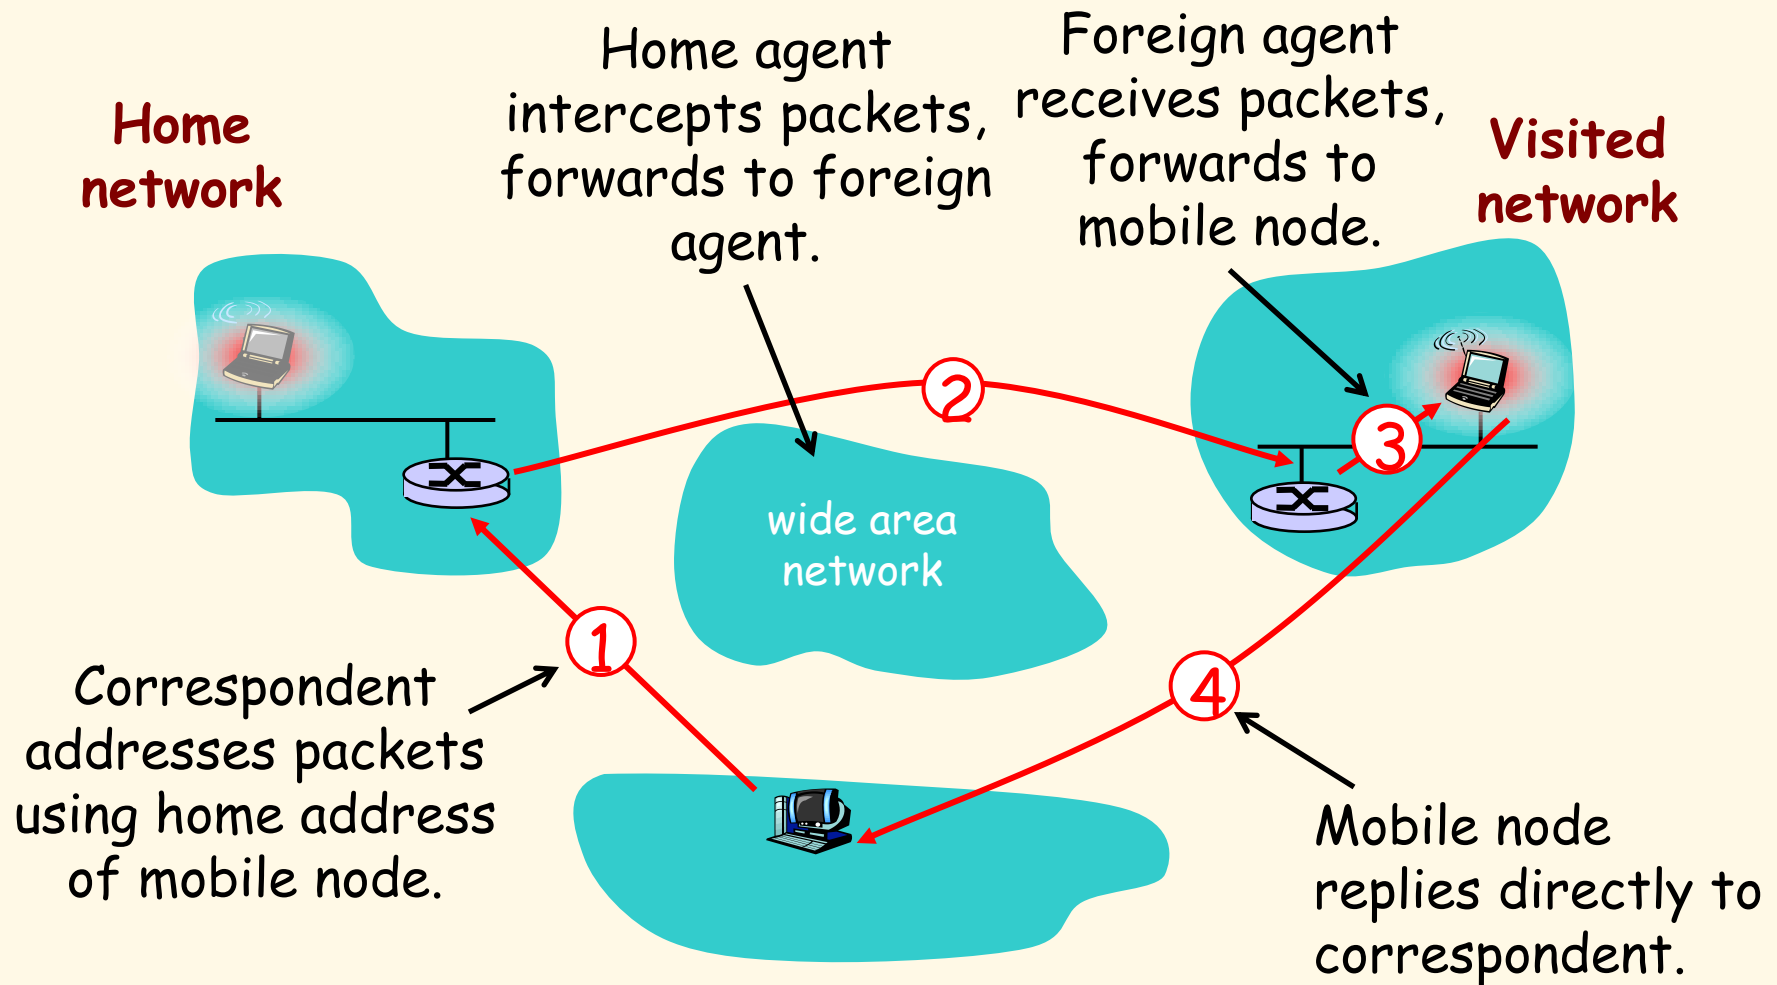 Home agent
intercepts packets,
forwards to foreign
agent.
Foreign agent
receives packets,
forwards to
mobile node.
Home
network
Visited
network
2
3
wide area
network
1
4
Correspondent
addresses packets
using home address
of mobile node.
Mobile node
replies directly to
correspondent.